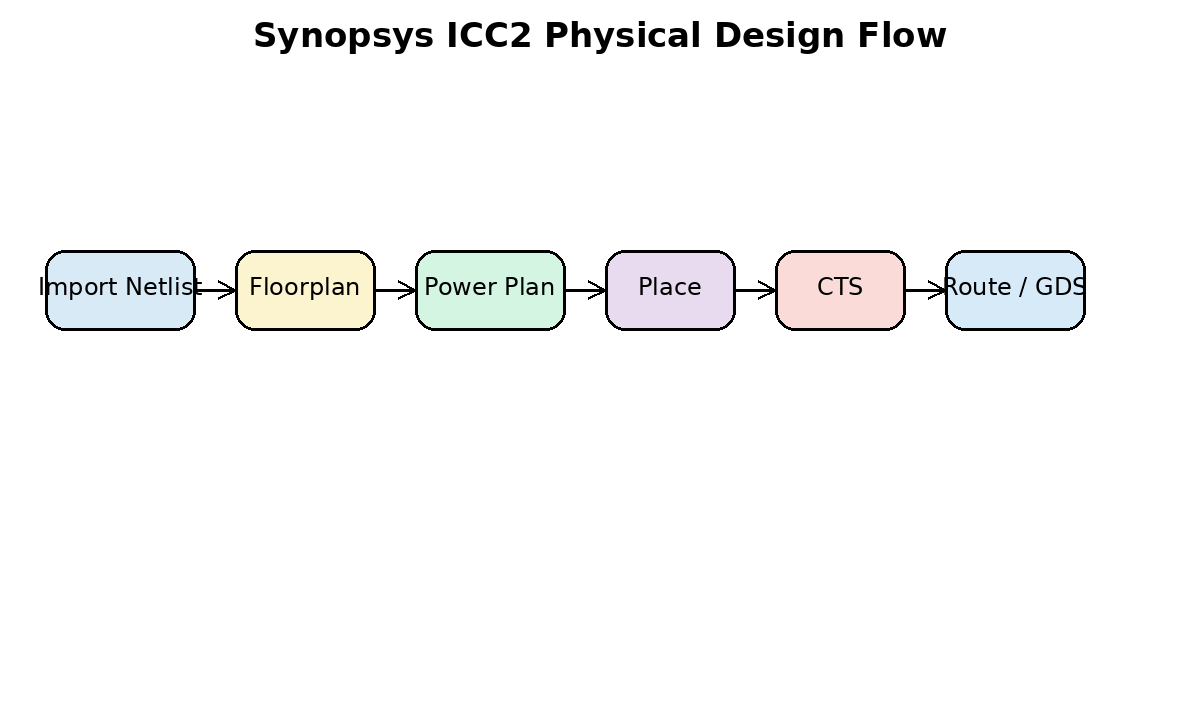 Synopsys ICC2 Physical Design Flow
Import Netlist
Floorplan
Power Plan
Place
CTS
Route / GDS